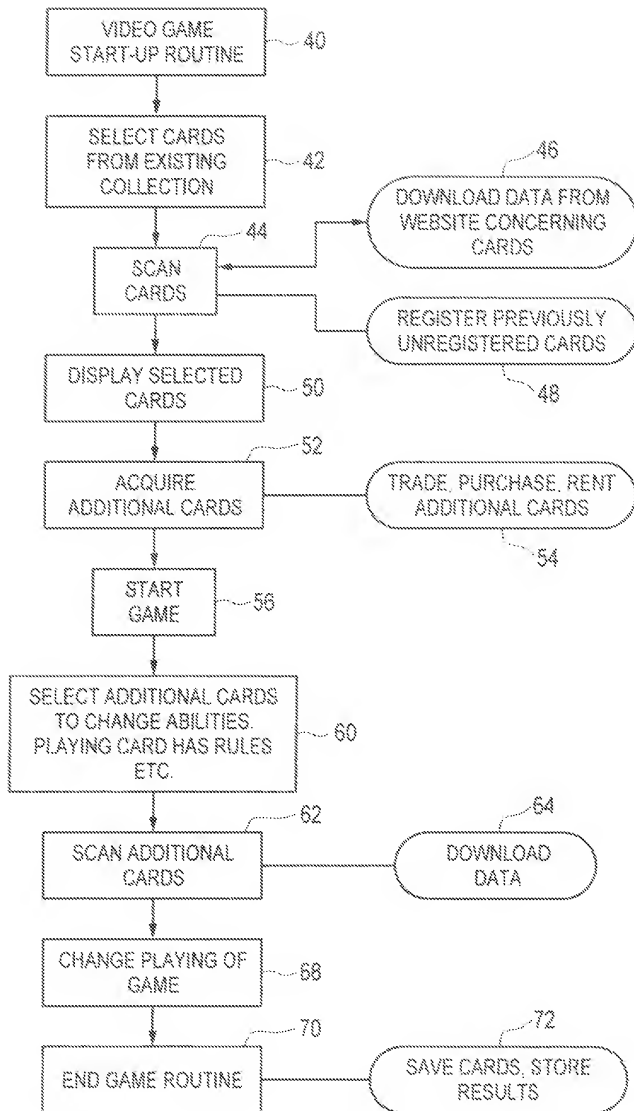 VIDEO GAME
START-UP ROUTINE
40
SELECT CARDS
FROM EXISTING
COLLECTION
42
46
DOWNLOAD DATA FROM
WEBSITE CONCERNING
CARDS
44
SCAN
CARDS
REGISTER PREVIOUSLY
UNREGISTERED CARDS
48
DISPLAY SELECTED
CARDS
50
52
ACQUIRE
ADDITIONAL CARDS
TRADE, PURCHASE, RENT
ADDITIONAL CARDS
54
START
GAME
56
SELECT ADDITIONAL CARDS
TO CHANGE ABILITIES.
PLAYING CARD HAS RULES
ETC.
60
62
SCAN ADDITIONAL
CARDS
64
DOWNLOAD
DATA
CHANGE PLAYING OF
GAME
68
70
END GAME ROUTINE
72
SAVE CARDS, STORE
RESULTS